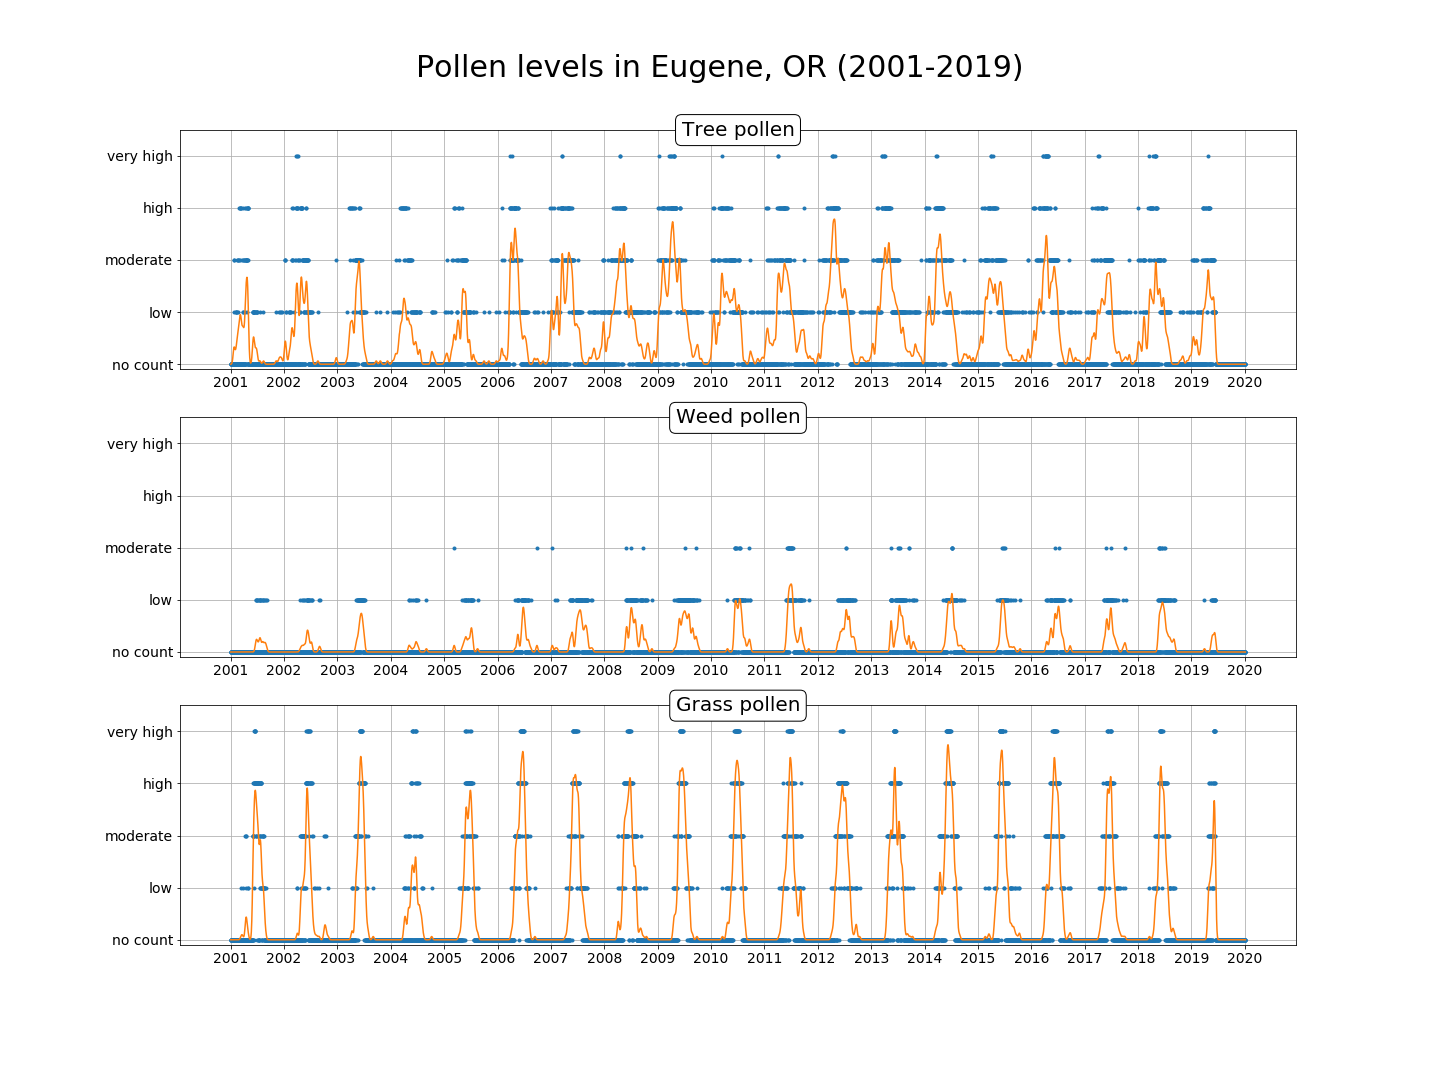 Pollen levels in Eugene, OR (2001-2019)
Tree pollen
very high
high
moderate
low
no count
2001 2002 2003 2004 2005 2006 2007 2008 2009 2010 2011 2012 2013 2014 2015 2016 2017 2018 2019 2020
Weed pollen
very high
high
moderate
low
no count
2001 2002 2003 2004 2005 2006 2007 2008 2009 2010 2011 2012 2013 2014 2015 2016 2017 2018 2019 2020
Grass pollen
very high
high
moderate
low
no count
2001 2002 2003 2004 2005 2006 2007 2008 2009 2010 2011 2012 2013 2014 2015 2016 2017 2018 2019 2020